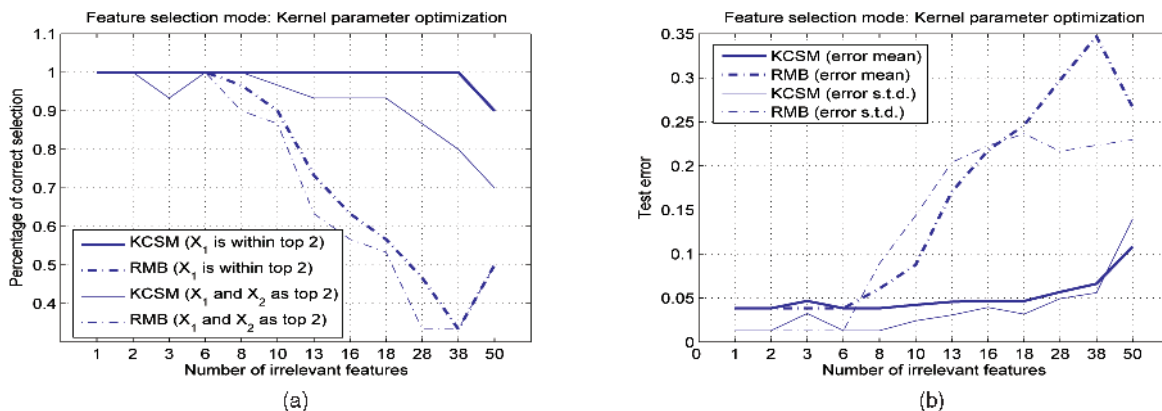 Feature selection mode: Kernel parameter optimization
1.1
1
0.9
0.8
0.7
0.6
0.5
0.4
Percentage of correct selection
KCSM (X1 is within top 2)
RMB (X1 is within top 2)
KCSM (X1 and X2 as top 2)
RMB (X1 and X2 as top 2)
1 2 3 6 8 10 13 16 18 28 38 50
Number of irrelevant features
(a)
Feature selection mode: Kernel parameter optimization
0.35
0.3
0.25
0.2
0.15
0.1
0.05
0
Test error
KCSM (error mean)
RMB (error mean)
KCSM (error s.t.d.)
RMB (error s.t.d.)
0 1 2 3 6 8 10 13 16 18 28 38 50
Number of irrelevant features
(b)